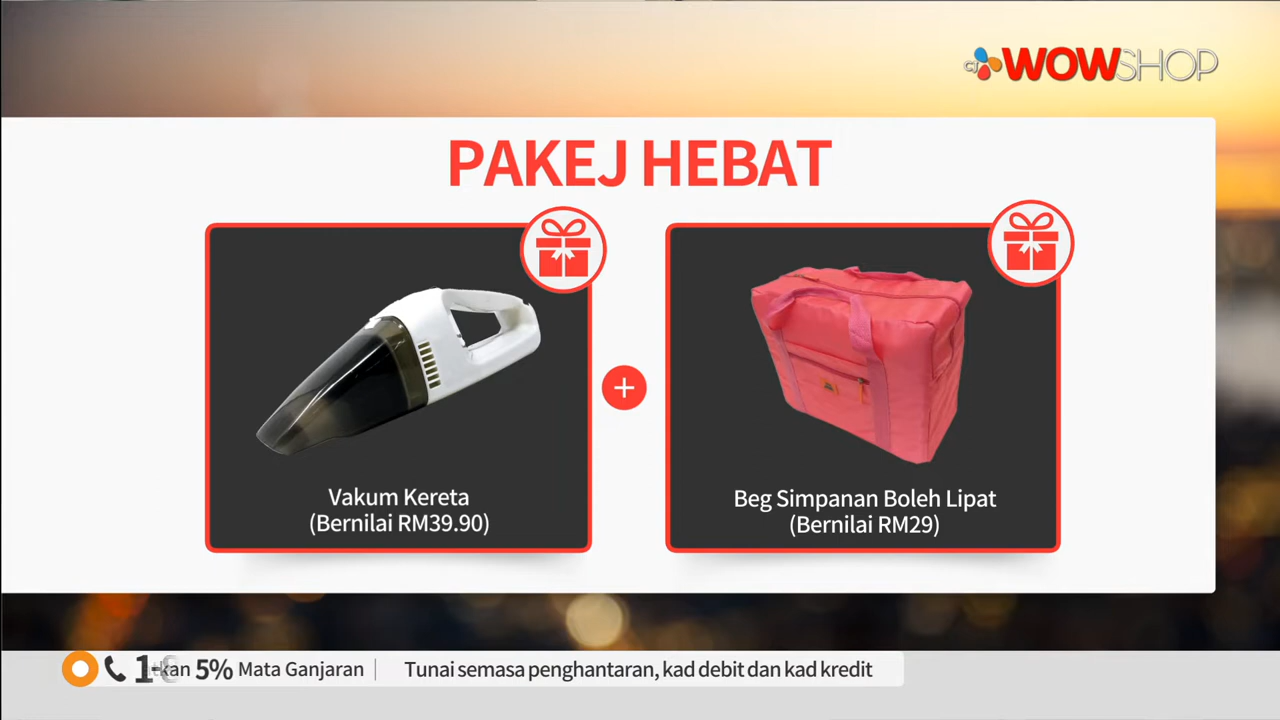 CJ WOWSHOP
PAKEJ HEBAT
Vakum Kereta
(Bernilai RM39.90)
Beg Simpanan Boleh Lipat
(Bernilai RM29)
5% Mata Ganjaran | Tunai semasa penghantaran, kad debit dan kad kredit